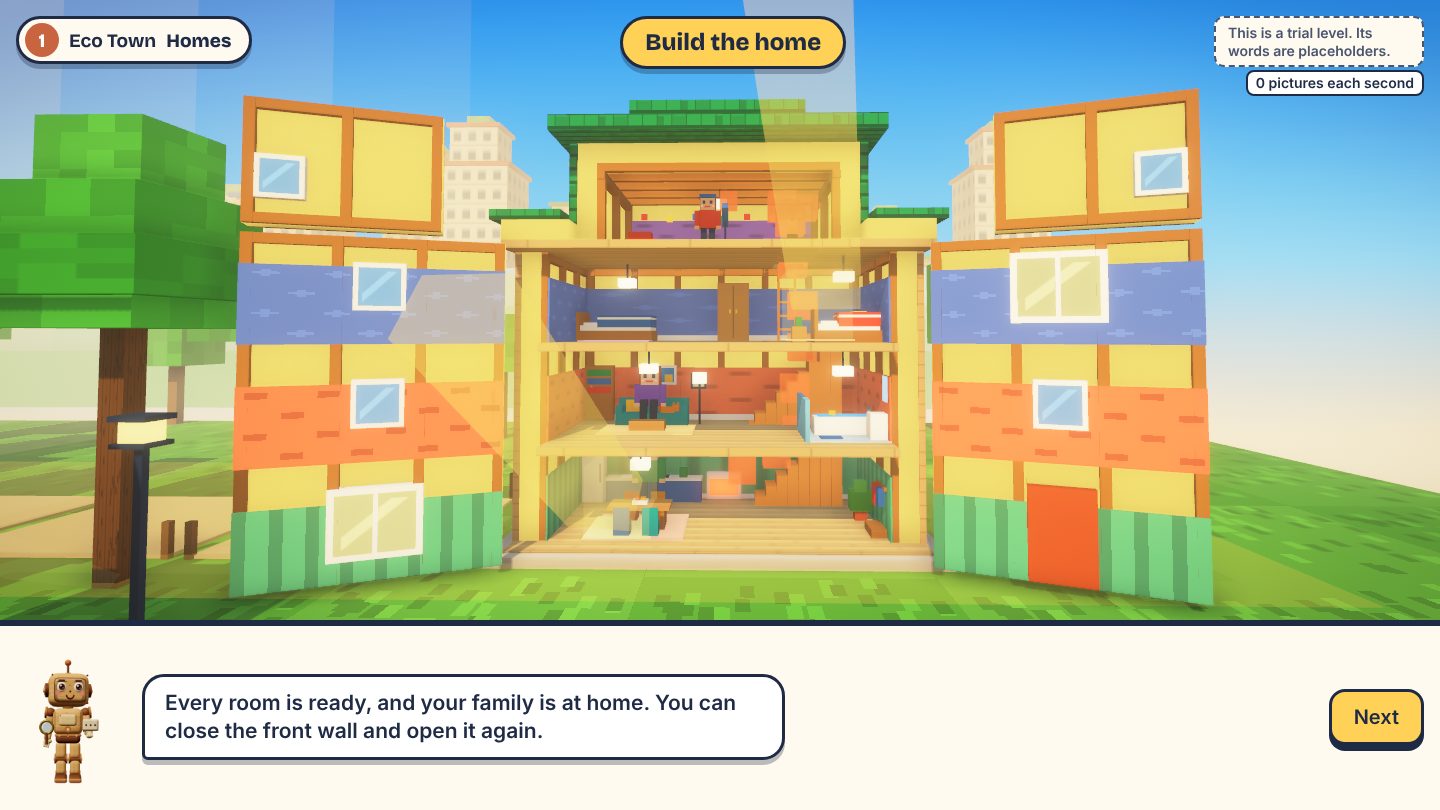 1 Eco Town Homes
Build the home
This is a trial level. Its
words are placeholders.
0 pictures each second
Every room is ready, and your family is at home. You can
close the front wall and open it again.
Next